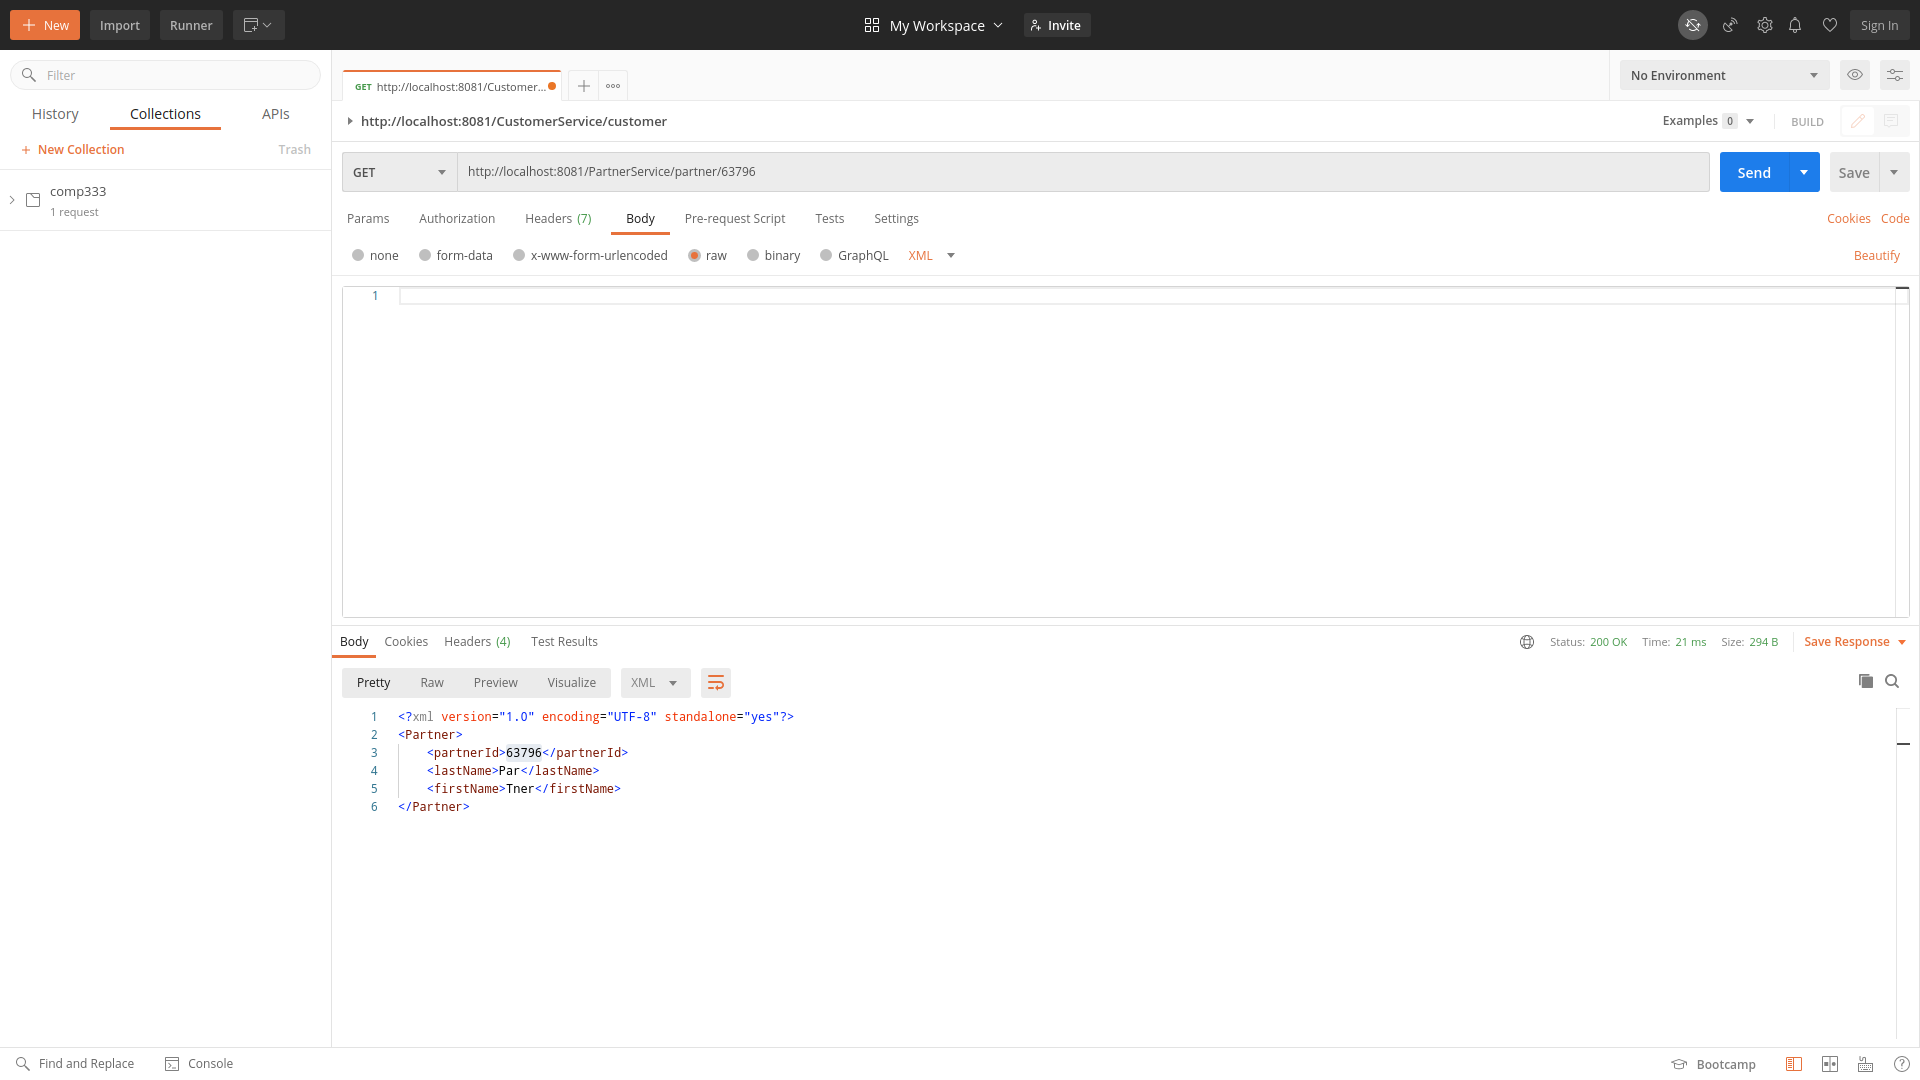 New
Import
Runner
My Workspace
Invite
Sign In
Filter
History
Collections
APIs
New Collection
Trash
comp333
1 request
GET http://localhost:8081/Customer...
No Environment
http://localhost:8081/CustomerService/customer
Examples 0
BUILD
GET
http://localhost:8081/PartnerService/partner/63796
Send
Save
Params
Authorization
Headers (7)
Body
Pre-request Script
Tests
Settings
Cookies
Code
none
form-data
x-www-form-urlencoded
raw
binary
GraphQL
XML
Beautify
1
Body
Cookies
Headers (4)
Test Results
Status: 200 OK
Time: 21 ms
Size: 294 B
Save Response
Pretty
Raw
Preview
Visualize
XML
1 <?xml version="1.0" encoding="UTF-8" standalone="yes"?>
2 <Partner>
3 <partnerId>63796</partnerId>
4 <lastName>Par</lastName>
5 <firstName>Tner</firstName>
6 </Partner>
Find and Replace
Console
Bootcamp